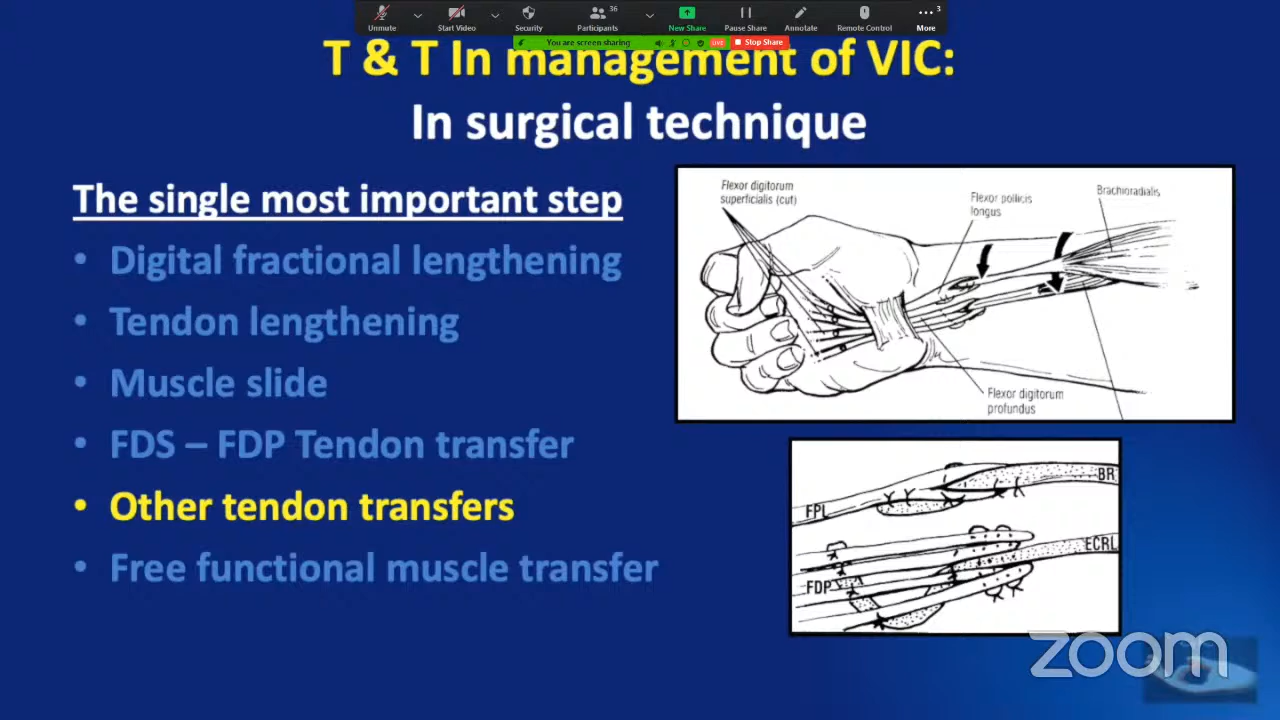 Unmute
Start Video
Security
36
Participants
New Share
Pause Share
Annotate
Remote Control
3
More
You are screen sharing
LIVE
Stop Share
T & T In management of VIC:
In surgical technique
The single most important step
• Digital fractional lengthening
• Tendon lengthening
• Muscle slide
• FDS – FDP Tendon transfer
• Other tendon transfers
• Free functional muscle transfer
Flexor digitorum
superficialis (cut)
Flexor pollicis
longus
Brachioradialis
Flexor digitorum
profundus
BR
FPL
ECRL
FDP
zoom